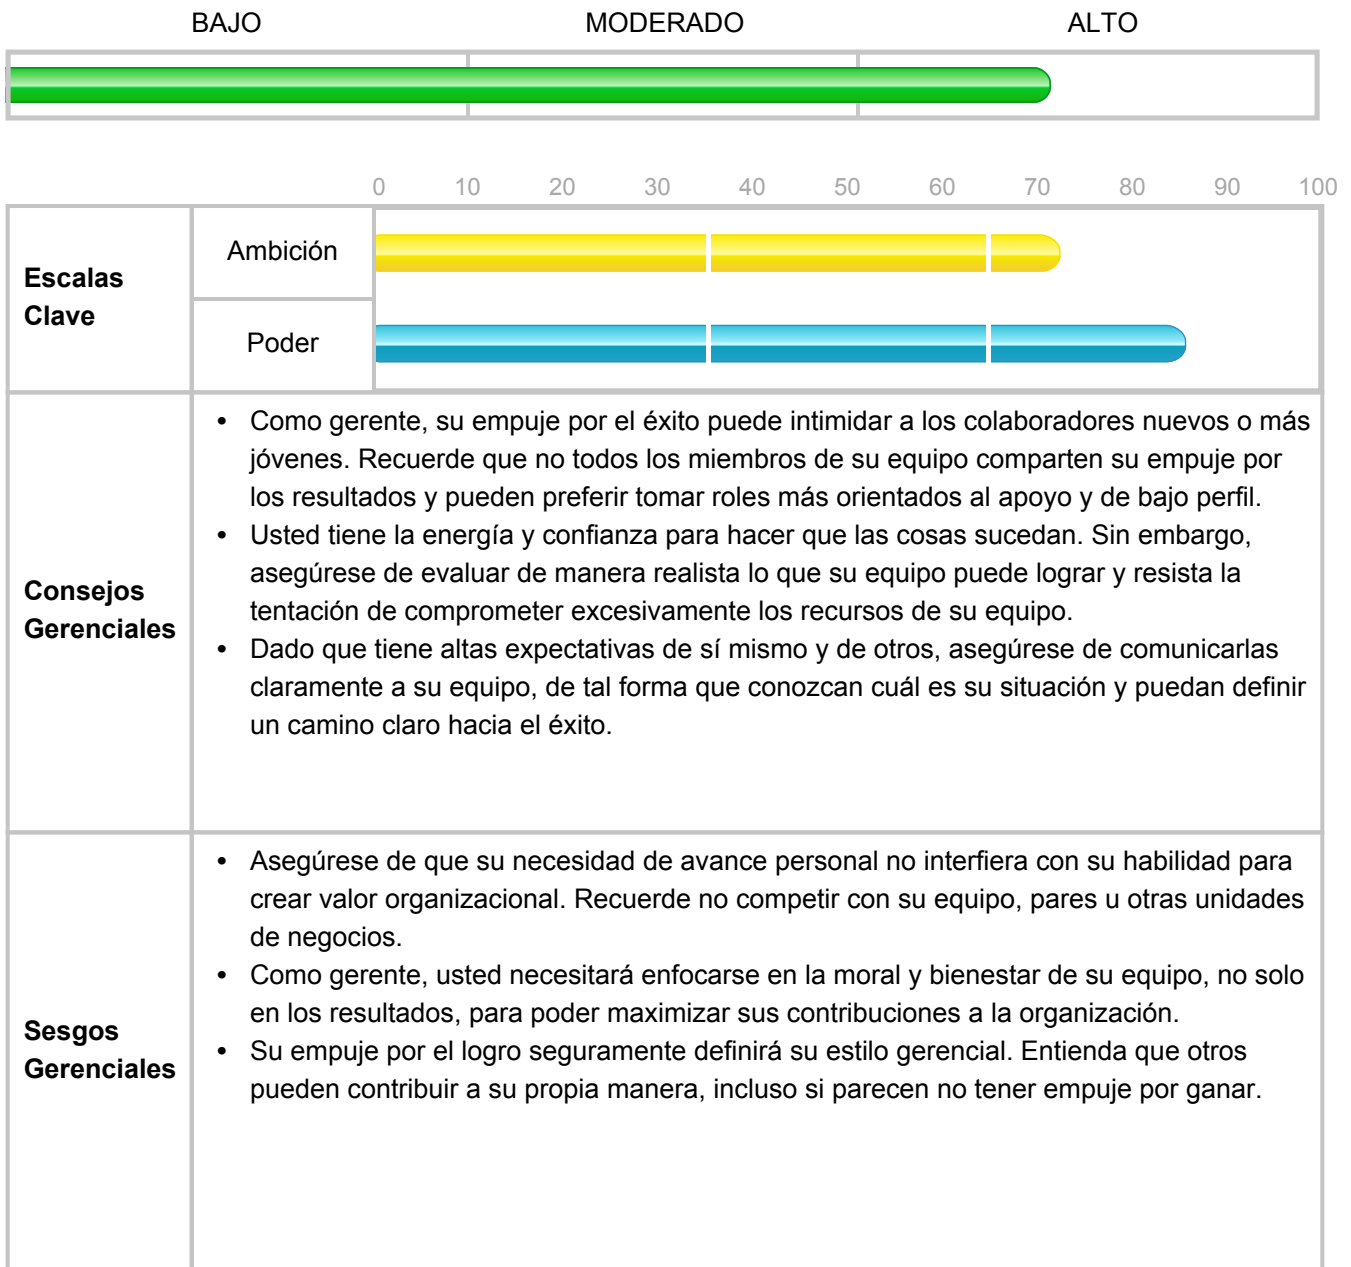 BAJO MODERADO ALTO
0 10 20 30 40 50 60 70 80 90 100
Escalas Clave
Ambición
Poder
Consejos Gerenciales
• Como gerente, su empuje por el éxito puede intimidar a los colaboradores nuevos o más
jóvenes. Recuerde que no todos los miembros de su equipo comparten su empuje por
los resultados y pueden preferir tomar roles más orientados al apoyo y de bajo perfil.
• Usted tiene la energía y confianza para hacer que las cosas sucedan. Sin embargo,
asegúrese de evaluar de manera realista lo que su equipo puede lograr y resista la
tentación de comprometer excesivamente los recursos de su equipo.
• Dado que tiene altas expectativas de sí mismo y de otros, asegúrese de comunicarlas
claramente a su equipo, de tal forma que conozcan cuál es su situación y puedan definir
un camino claro hacia el éxito.
Sesgos Gerenciales
• Asegúrese de que su necesidad de avance personal no interfiera con su habilidad para
crear valor organizacional. Recuerde no competir con su equipo, pares u otras unidades
de negocios.
• Como gerente, usted necesitará enfocarse en la moral y bienestar de su equipo, no solo
en los resultados, para poder maximizar sus contribuciones a la organización.
• Su empuje por el logro seguramente definirá su estilo gerencial. Entienda que otros
pueden contribuir a su propia manera, incluso si parecen no tener empuje por ganar.